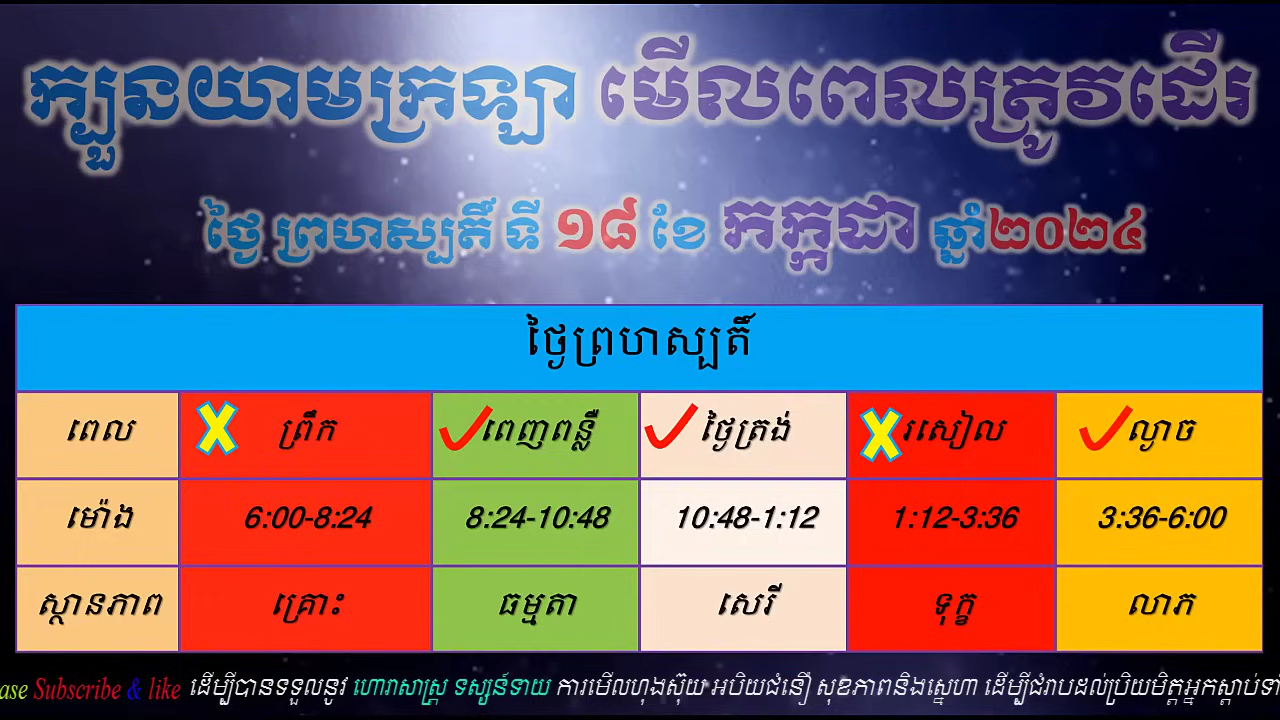 ក្បួនយាមក្រឡា មើលពេលត្រូវដើរ
ថ្ងៃ ព្រហស្បតិ៍ ទី ១៨ ខែ កក្កដា ឆ្នាំ២០២៤
ថ្ងៃព្រហស្បតិ៍
ពេល ព្រឹក ពេញពន្លឺ ថ្ងៃត្រង់ រសៀល ល្ងាច
ម៉ោង 6:00-8:24 8:24-10:48 10:48-1:12 1:12-3:36 3:36-6:00
ស្ថានភាព គ្រោះ ធម្មតា សេរី ទុក្ខ លាភ
ase Subscribe & like ដើម្បីបានទទួលនូវ ហោរាសាស្ត្រ ទស្សន៍ទាយ ការមើលហុងស៊ុយ អបិយជំនឿ សុខភាពនិងស្នេហា ដើម្បីជំរាបដល់ប្រិយមិត្តអ្នកស្តាប់ទាំ